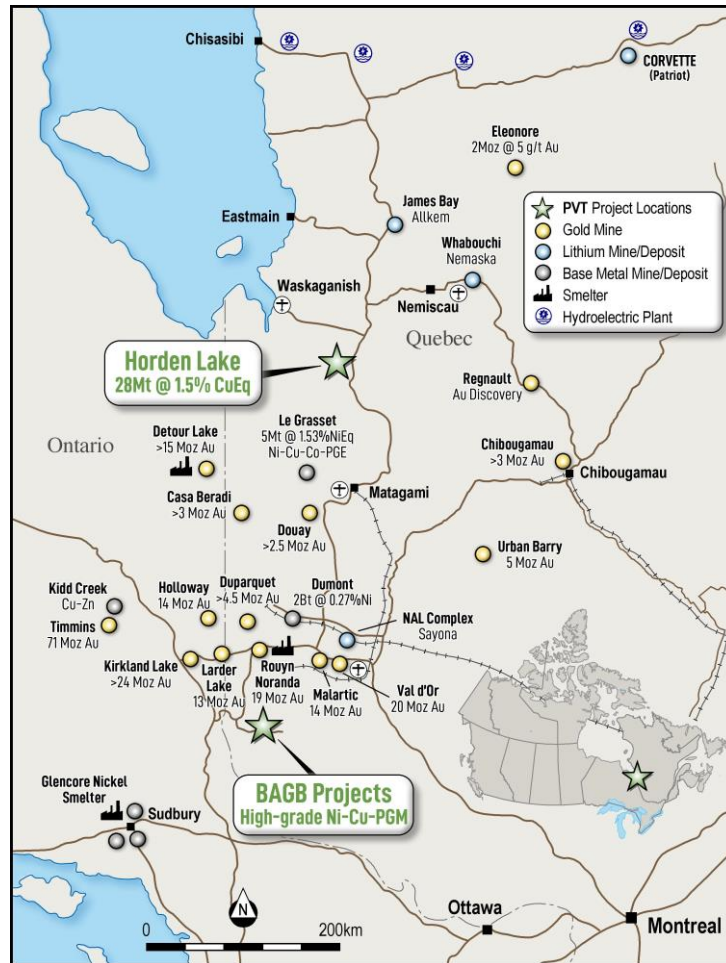 Chisasibi
CORVETTE
(Patriot)
Eleonore
2Moz @ 5 g/t Au
PVT Project Locations
Gold Mine
Lithium Mine/Deposit
Base Metal Mine/Deposit
Smelter
Hydroelectric Plant
James Bay
Allkem
Eastmain
Whabouchi
Nemaska
Waskaganish
Nemiscau
Quebec
Horden Lake
28Mt @ 1.5% CuEq
Regnault
Au Discovery
Ontario
Le Grasset
5Mt @ 1.53%NiEq
Ni-Cu-Co-PGE
Detour Lake
>15 Moz Au
Chibougamau
>3 Moz Au
Chibougamau
Casa Beradi
>3 Moz Au
Matagami
Douay
>2.5 Moz Au
Urban Barry
5 Moz Au
Kidd Creek
Cu-Zn
Timmins
71 Moz Au
Holloway
14 Moz Au
Duparquet
>4.5 Moz Au
Dumont
2Bt @ 0.27%Ni
NAL Complex
Sayona
Kirkland Lake
>24 Moz Au
Larder
Lake
13 Moz Au
Rouyn
Noranda
19 Moz Au
Malartic
14 Moz Au
Val d'Or
20 Moz Au
BAGB Projects
High-grade Ni-Cu-PGM
Glencore Nickel
Smelter
Sudbury
N
0
200km
Ottawa
Montreal